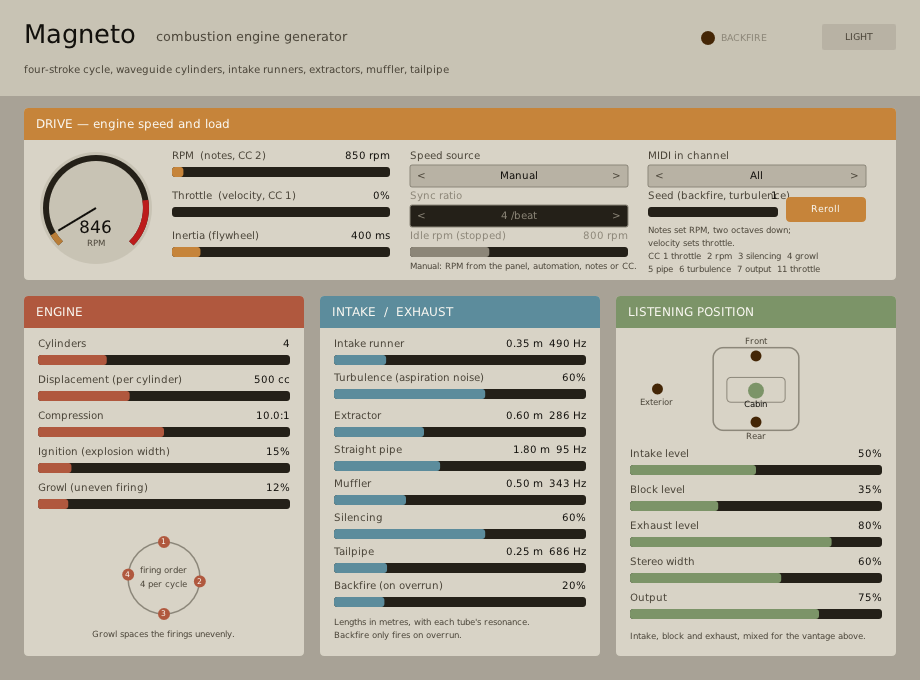 Magneto combustion engine generator
BACKFIRE
LIGHT
four-stroke cycle, waveguide cylinders, intake runners, extractors, muffler, tailpipe
DRIVE — engine speed and load
846
RPM
RPM (notes, CC 2) 850 rpm
Throttle (velocity, CC 1) 0%
Inertia (flywheel) 400 ms
Speed source
< Manual >
Sync ratio
< 4 /beat >
Idle rpm (stopped) 800 rpm
Manual: RPM from the panel, automation, notes or CC.
MIDI in channel
< All >
Seed (backfire, turbulence) 1
Reroll
Notes set RPM, two octaves down;
velocity sets throttle.
CC 1 throttle 2 rpm 3 silencing 4 growl
5 pipe 6 turbulence 7 output 11 throttle
ENGINE
Cylinders 4
Displacement (per cylinder) 500 cc
Compression 10.0:1
Ignition (explosion width) 15%
Growl (uneven firing) 12%
1
firing order
4 per cycle
4
2
3
Growl spaces the firings unevenly.
INTAKE / EXHAUST
Intake runner 0.35 m 490 Hz
Turbulence (aspiration noise) 60%
Extractor 0.60 m 286 Hz
Straight pipe 1.80 m 95 Hz
Muffler 0.50 m 343 Hz
Silencing 60%
Tailpipe 0.25 m 686 Hz
Backfire (on overrun) 20%
Lengths in metres, with each tube's resonance.
Backfire only fires on overrun.
LISTENING POSITION
Front
Exterior
Cabin
Rear
Intake level 50%
Block level 35%
Exhaust level 80%
Stereo width 60%
Output 75%
Intake, block and exhaust, mixed for the vantage above.